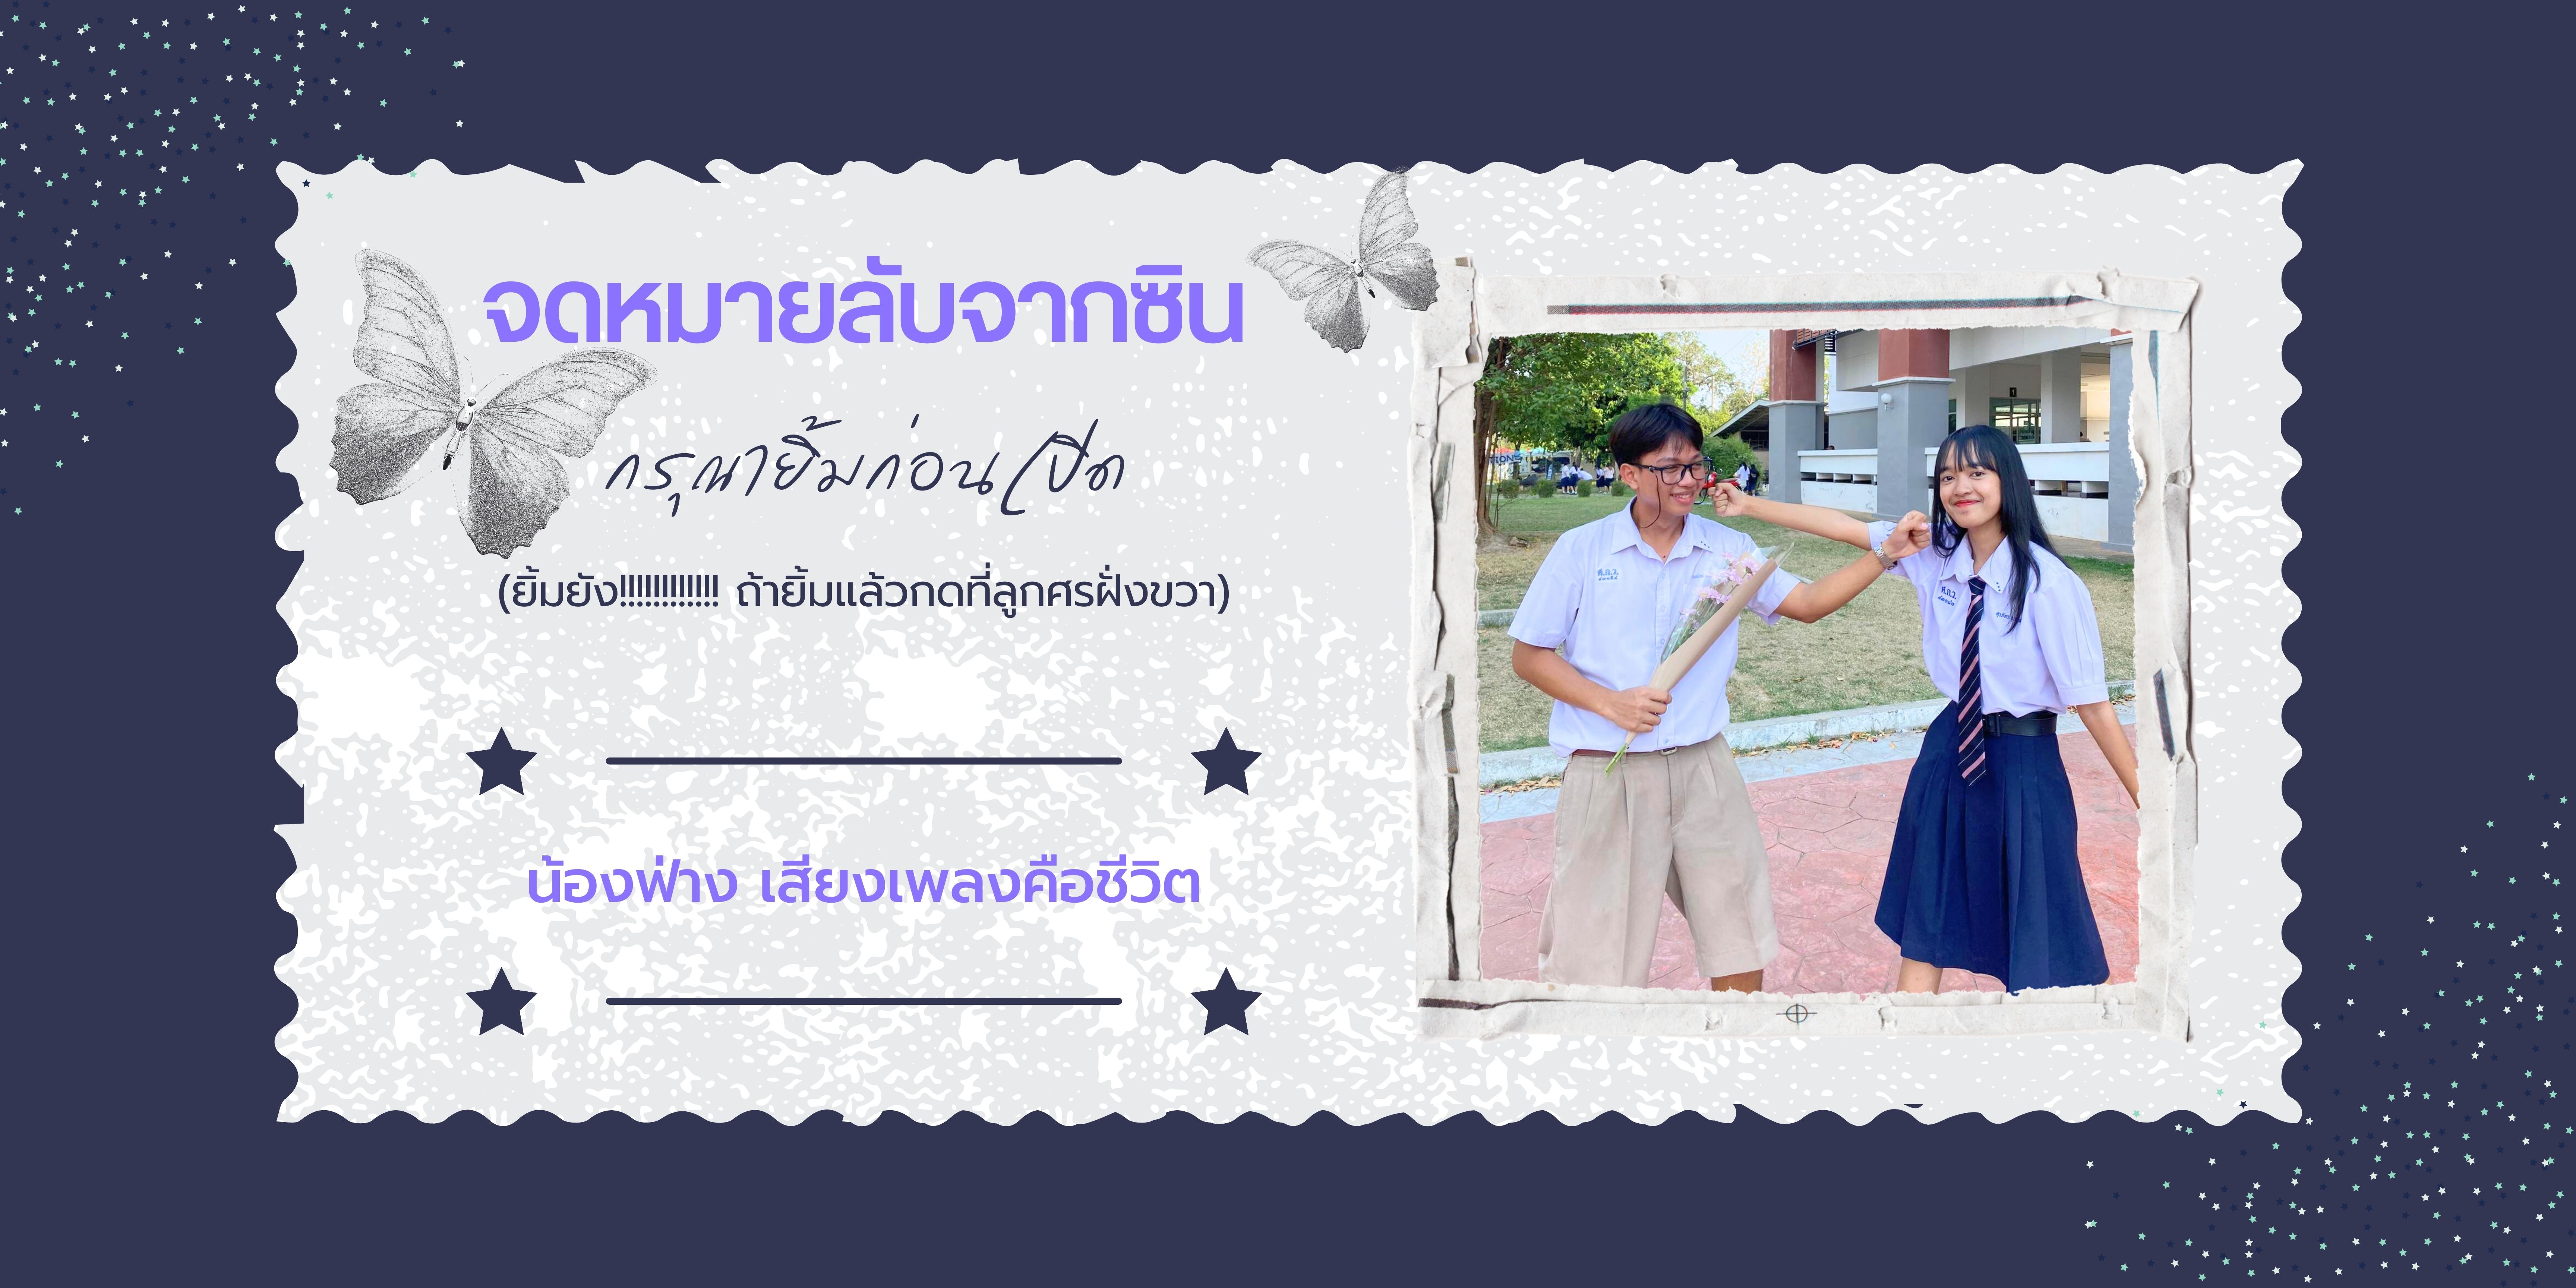 จดหมายลับจากซิน
กรุณายิ้มก่อนเปิด
(ยิ้มยัง!!!!!!!!!!!! ถ้ายิ้มแล้วกดที่ลูกศรฝั่งขวา)
น้องฟ่าง เสียงเพลงคือชีวิต